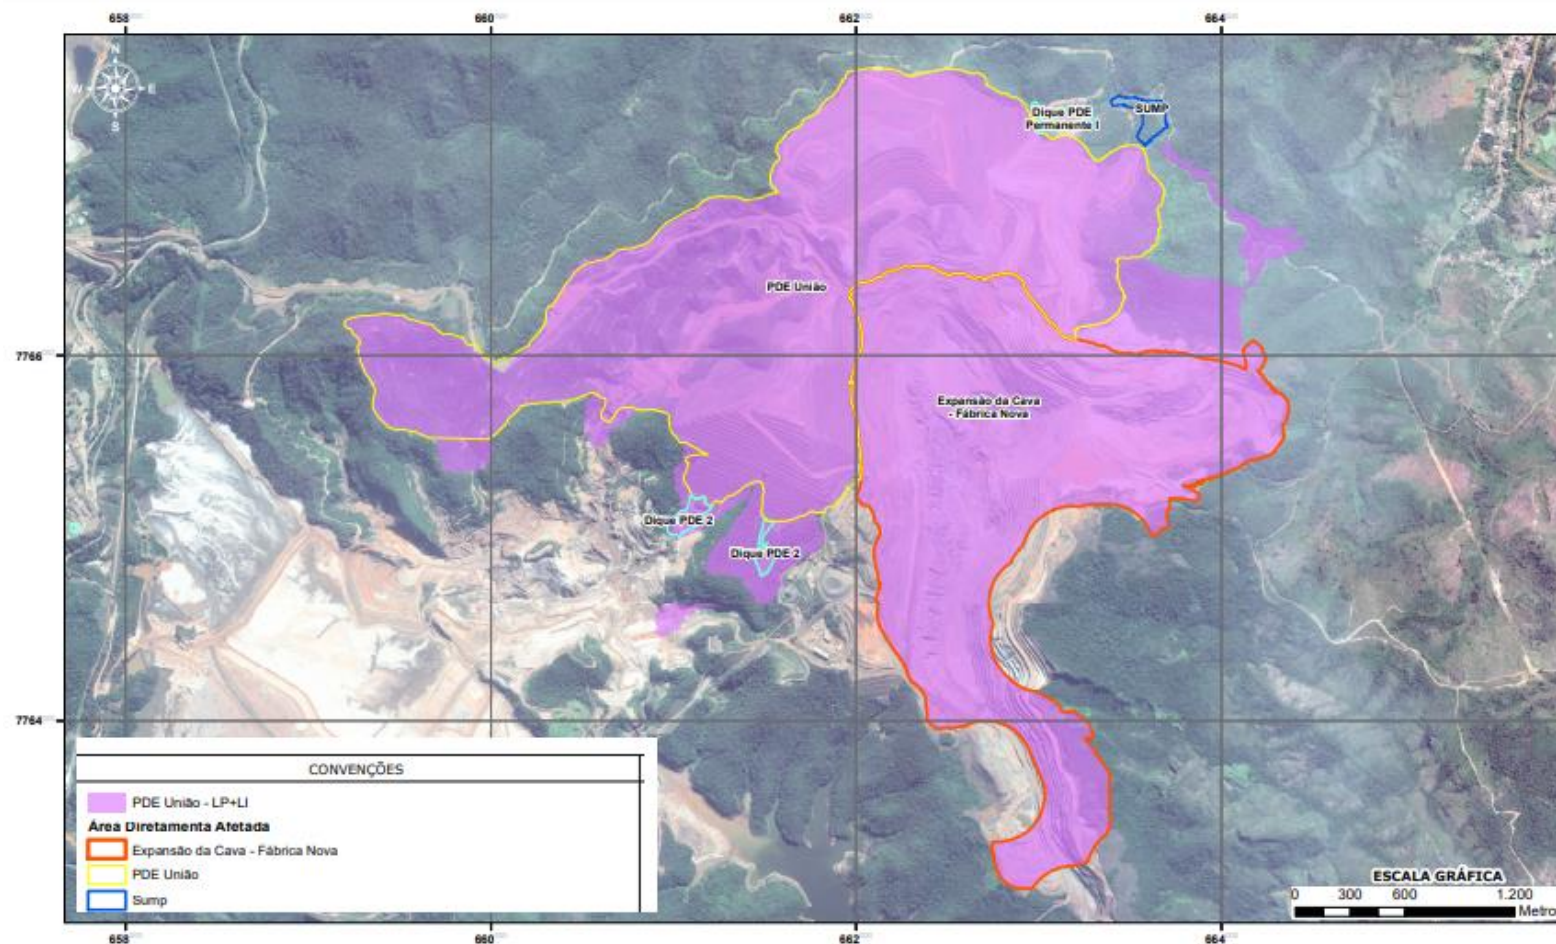 658
660
662
664
N
W
E
S
Dique PDE
Permanente I
SUMP
PDE União
7766
Expansão da Cava
- Fábrica Nova
Dique PDE 2
Dique PDE 2
7764
CONVENÇÕES
PDE União - LP+LI
Área Diretamente Afetada
Expansão da Cava - Fábrica Nova
PDE União
Sump
ESCALA GRÁFICA
0 300 600 1.200
Metro
658
660
662
664